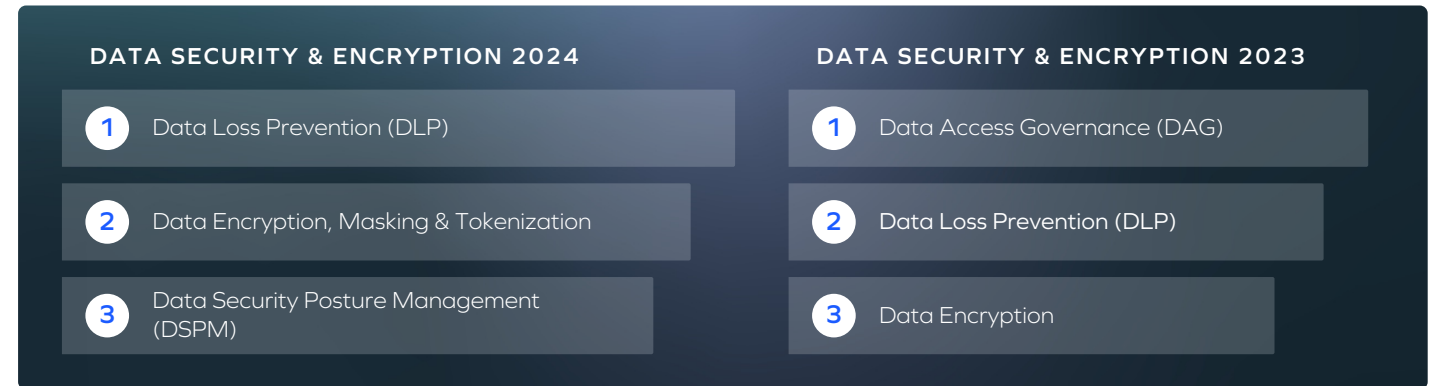 DATA SECURITY & ENCRYPTION 2024
1 Data Loss Prevention (DLP)
2 Data Encryption, Masking & Tokenization
3 Data Security Posture Management
(DSPM)
DATA SECURITY & ENCRYPTION 2023
1 Data Access Governance (DAG)
2 Data Loss Prevention (DLP)
3 Data Encryption